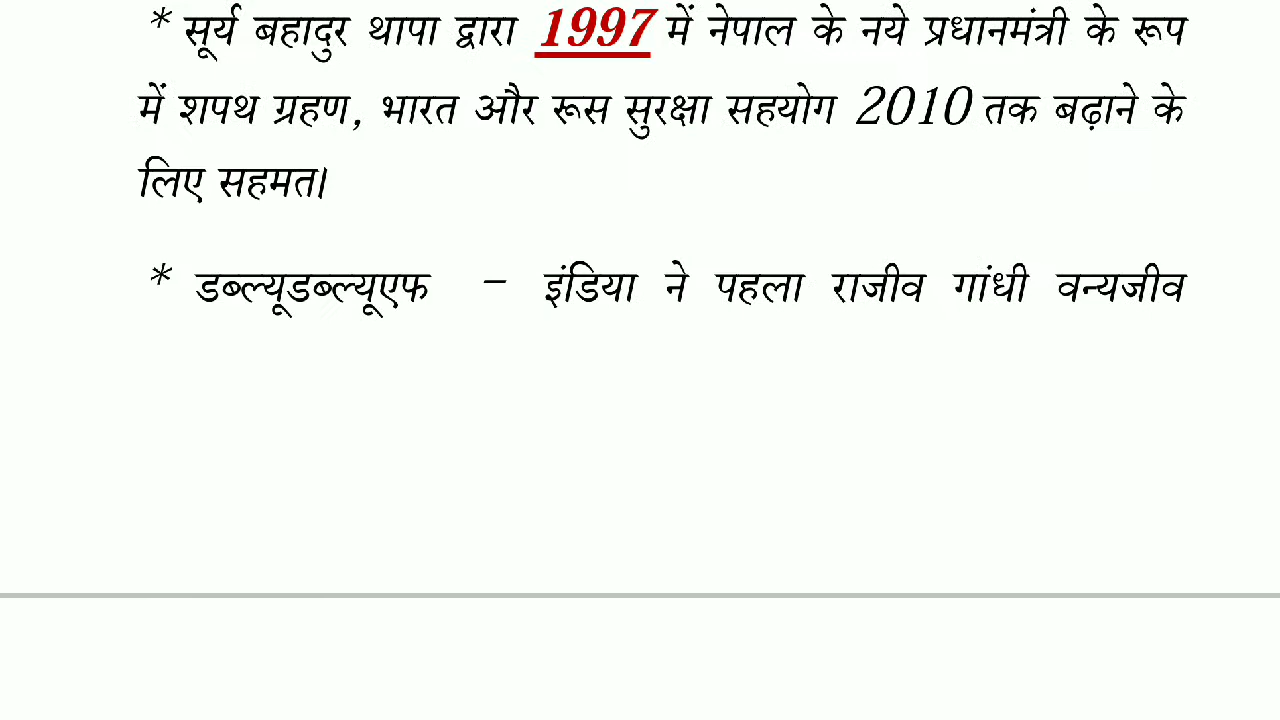 * सूर्य बहादुर थापा द्वारा 1997 में नेपाल के नये प्रधानमंत्री के रूप
में शपथ ग्रहण, भारत और रूस सुरक्षा सहयोग 2010 तक बढ़ाने के
लिए सहमत।
* डब्ल्यूडब्ल्यूएफ - इंडिया ने पहला राजीव गांधी वन्यजीव